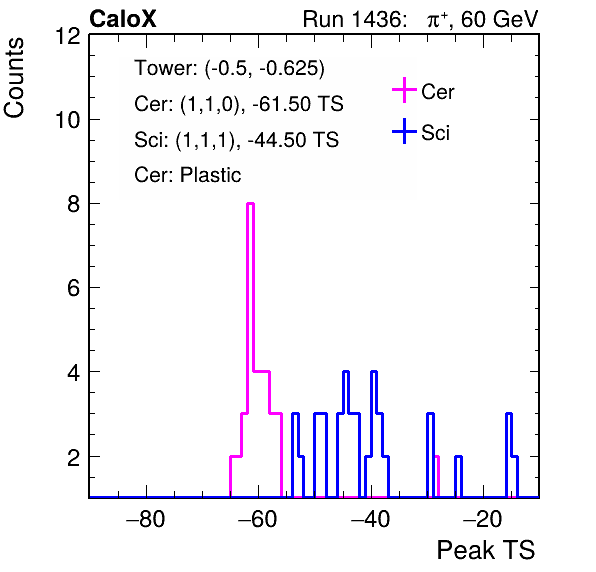 CaloX Run 1436: π⁺, 60 GeV
Counts
12
10
8
6
4
2
Tower: (-0.5, -0.625)
Cer: (1,1,0), -61.50 TS
Sci: (1,1,1), -44.50 TS
Cer: Plastic
Cer
Sci
−80 −60 −40 −20
Peak TS